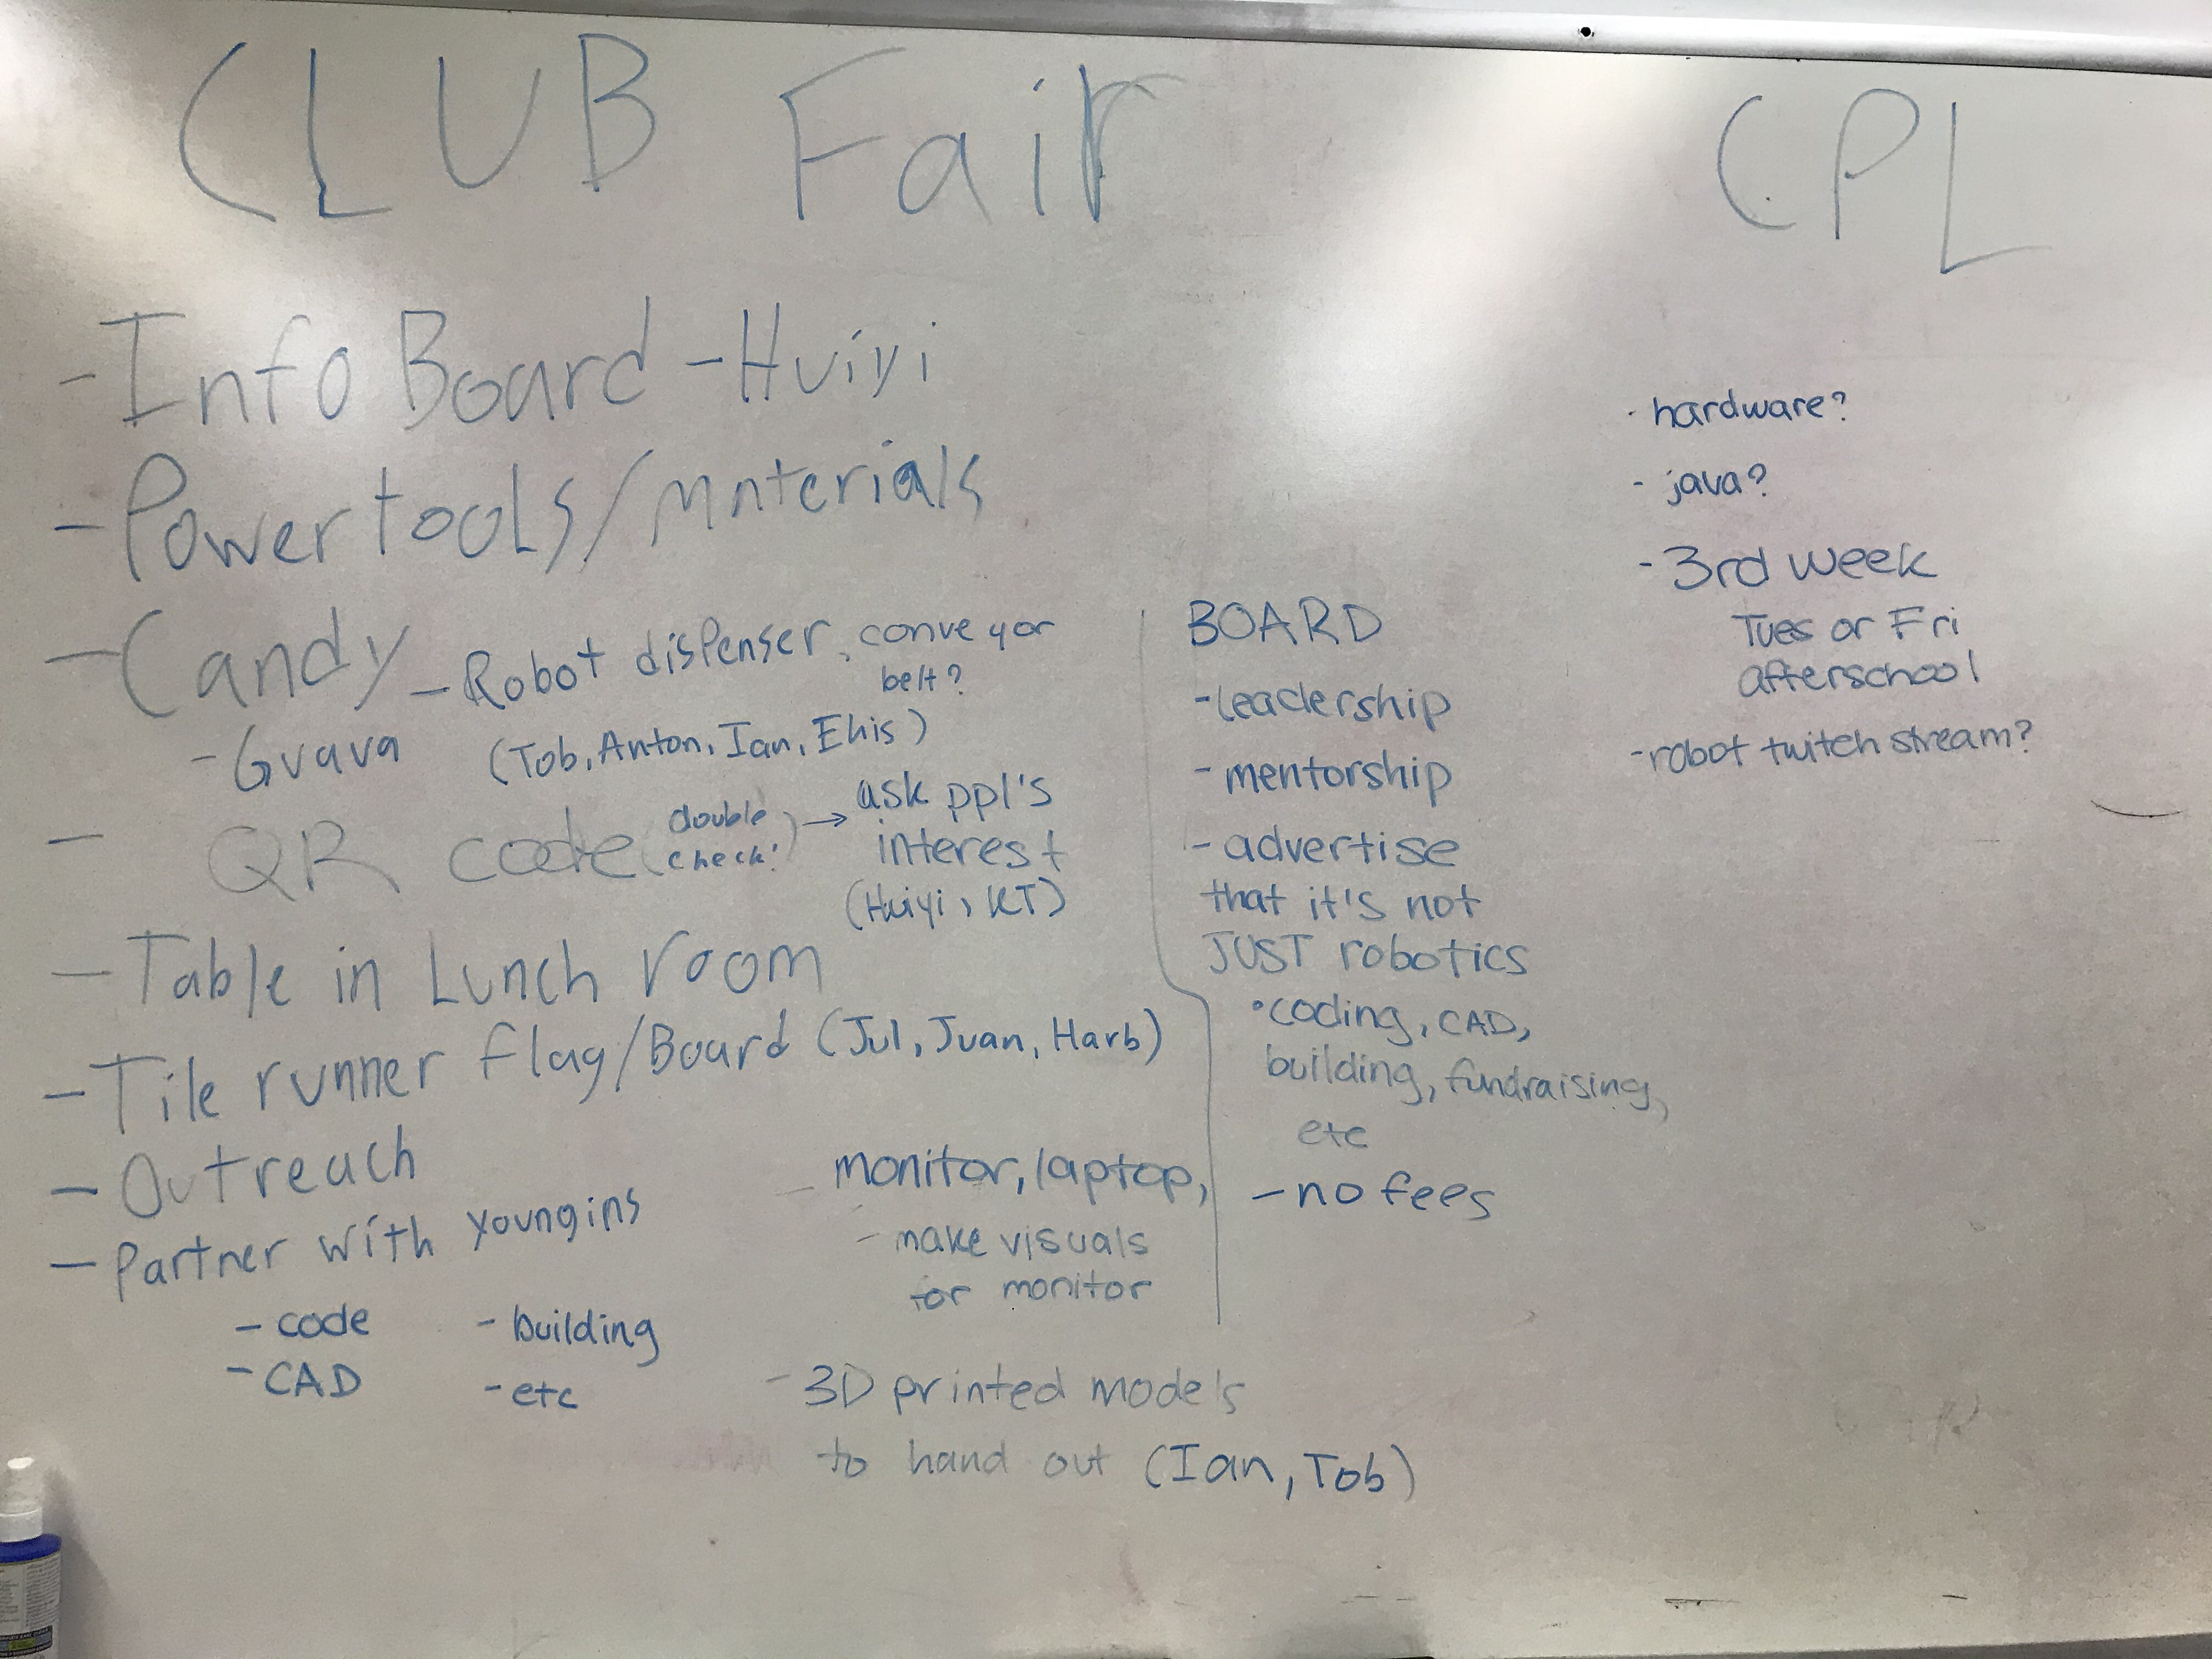 CLUB Fair
- Info Board - Huiyi
- Power tools/Materials
- Candy - Robot dispenser, conveyor
belt?
- Guava (Tob, Anton, Ian, Ehis)
- QR code (double
check!) → ask ppl's
interest
(Huiyi, KT)
- Table in Lunch room
- Tile runner flag/Board (Jul, Juan, Harb)
- Outreach
- Partner with youngins
- code
- CAD
- building
- etc
- monitor, laptop,
- make visuals
for monitor
- 3D printed models
to hand out (Ian, Tob)
BOARD
- leadership
- mentorship
- advertise
that it's not
JUST robotics
• coding, CAD,
building, fundraising,
etc
- no fees
CPL
- hardware?
- java?
- 3rd week
Tues or Fri
afterschool
- robot twitch stream?